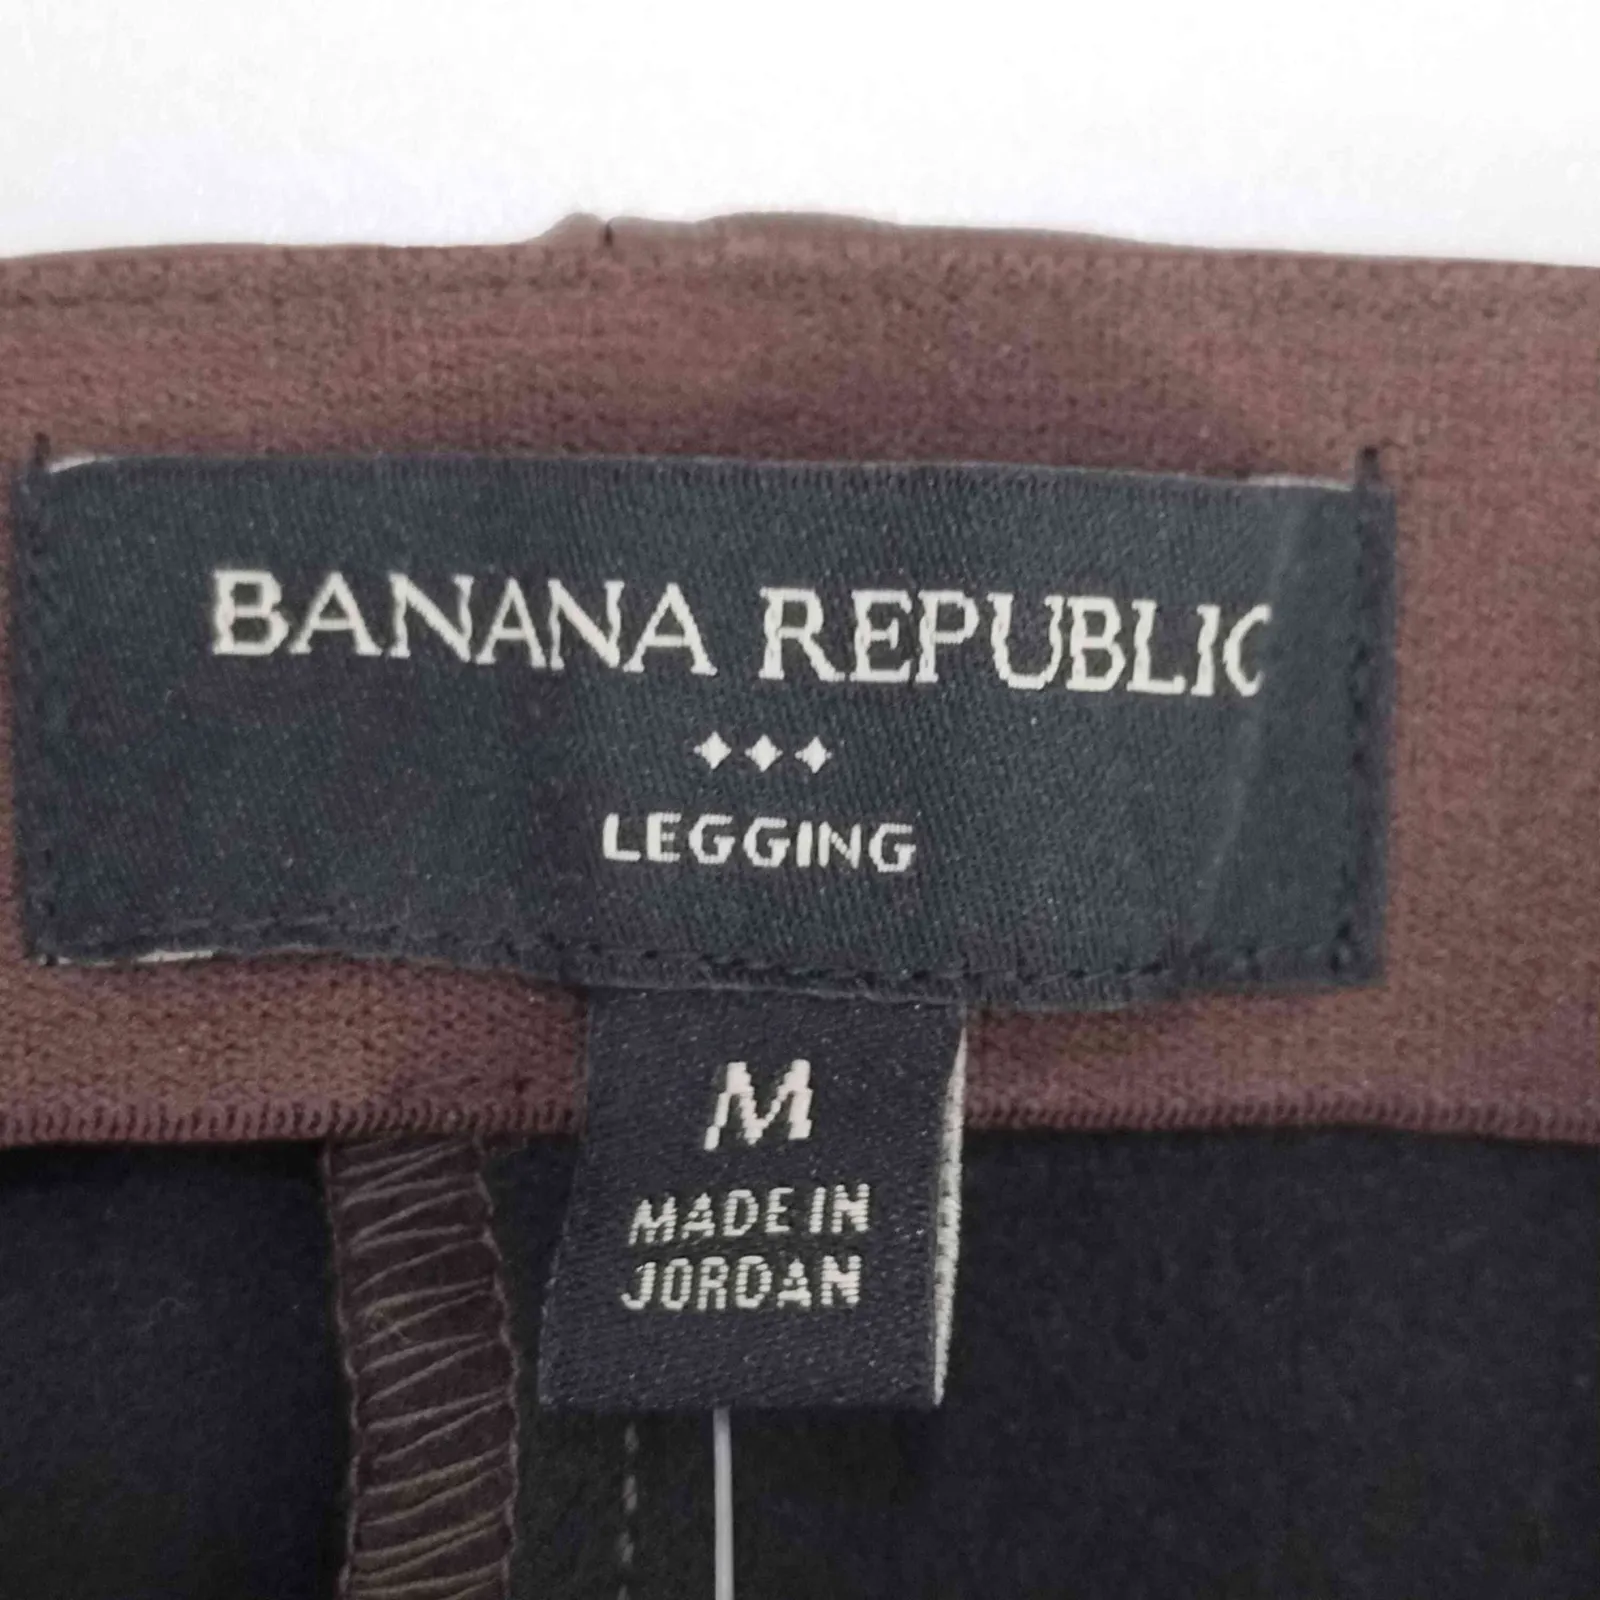 BANANA REPUBLIC
LEGGING
M
MADE IN
JORDAN